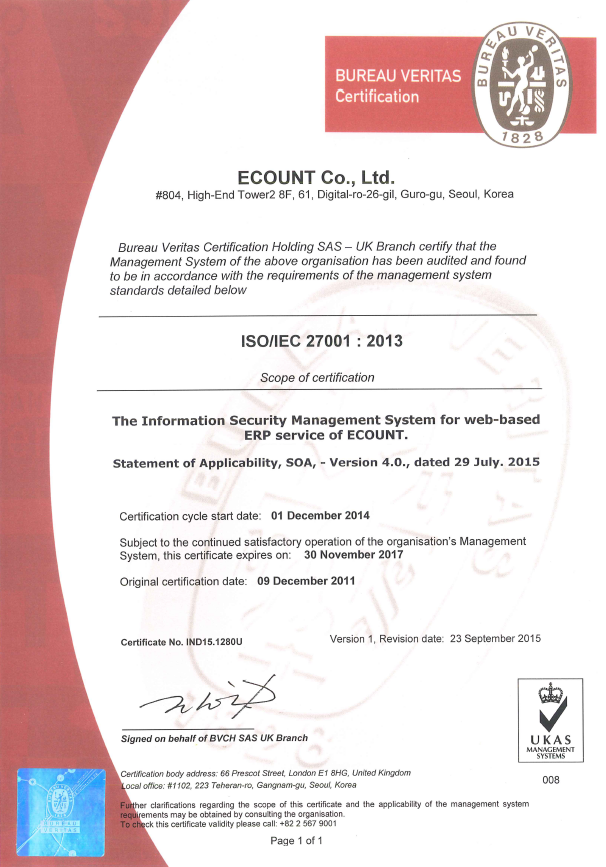 BUREAU VERITAS
Certification
BUREAU VERITAS
1828
ECOUNT Co., Ltd.
#804, High-End Tower2 8F, 61, Digital-ro-26-gil, Guro-gu, Seoul, Korea
Bureau Veritas Certification Holding SAS – UK Branch certify that the
Management System of the above organisation has been audited and found
to be in accordance with the requirements of the management system
standards detailed below
ISO/IEC 27001 : 2013
Scope of certification
The Information Security Management System for web-based
ERP service of ECOUNT.
Statement of Applicability, SOA, - Version 4.0., dated 29 July. 2015
Certification cycle start date: 01 December 2014
Subject to the continued satisfactory operation of the organisation's Management
System, this certificate expires on: 30 November 2017
Original certification date: 09 December 2011
Certificate No. IND15.1280U
Version 1, Revision date: 23 September 2015
Signed on behalf of BVCH SAS UK Branch
UKAS
MANAGEMENT
SYSTEMS
008
Certification body address: 66 Prescot Street, London E1 8HG, United Kingdom
Local office: #1102, 223 Teheran-ro, Gangnam-gu, Seoul, Korea
Further clarifications regarding the scope of this certificate and the applicability of the management system
requirements may be obtained by consulting the organisation.
To check this certificate validity please call: +82 2 567 9001
Page 1 of 1